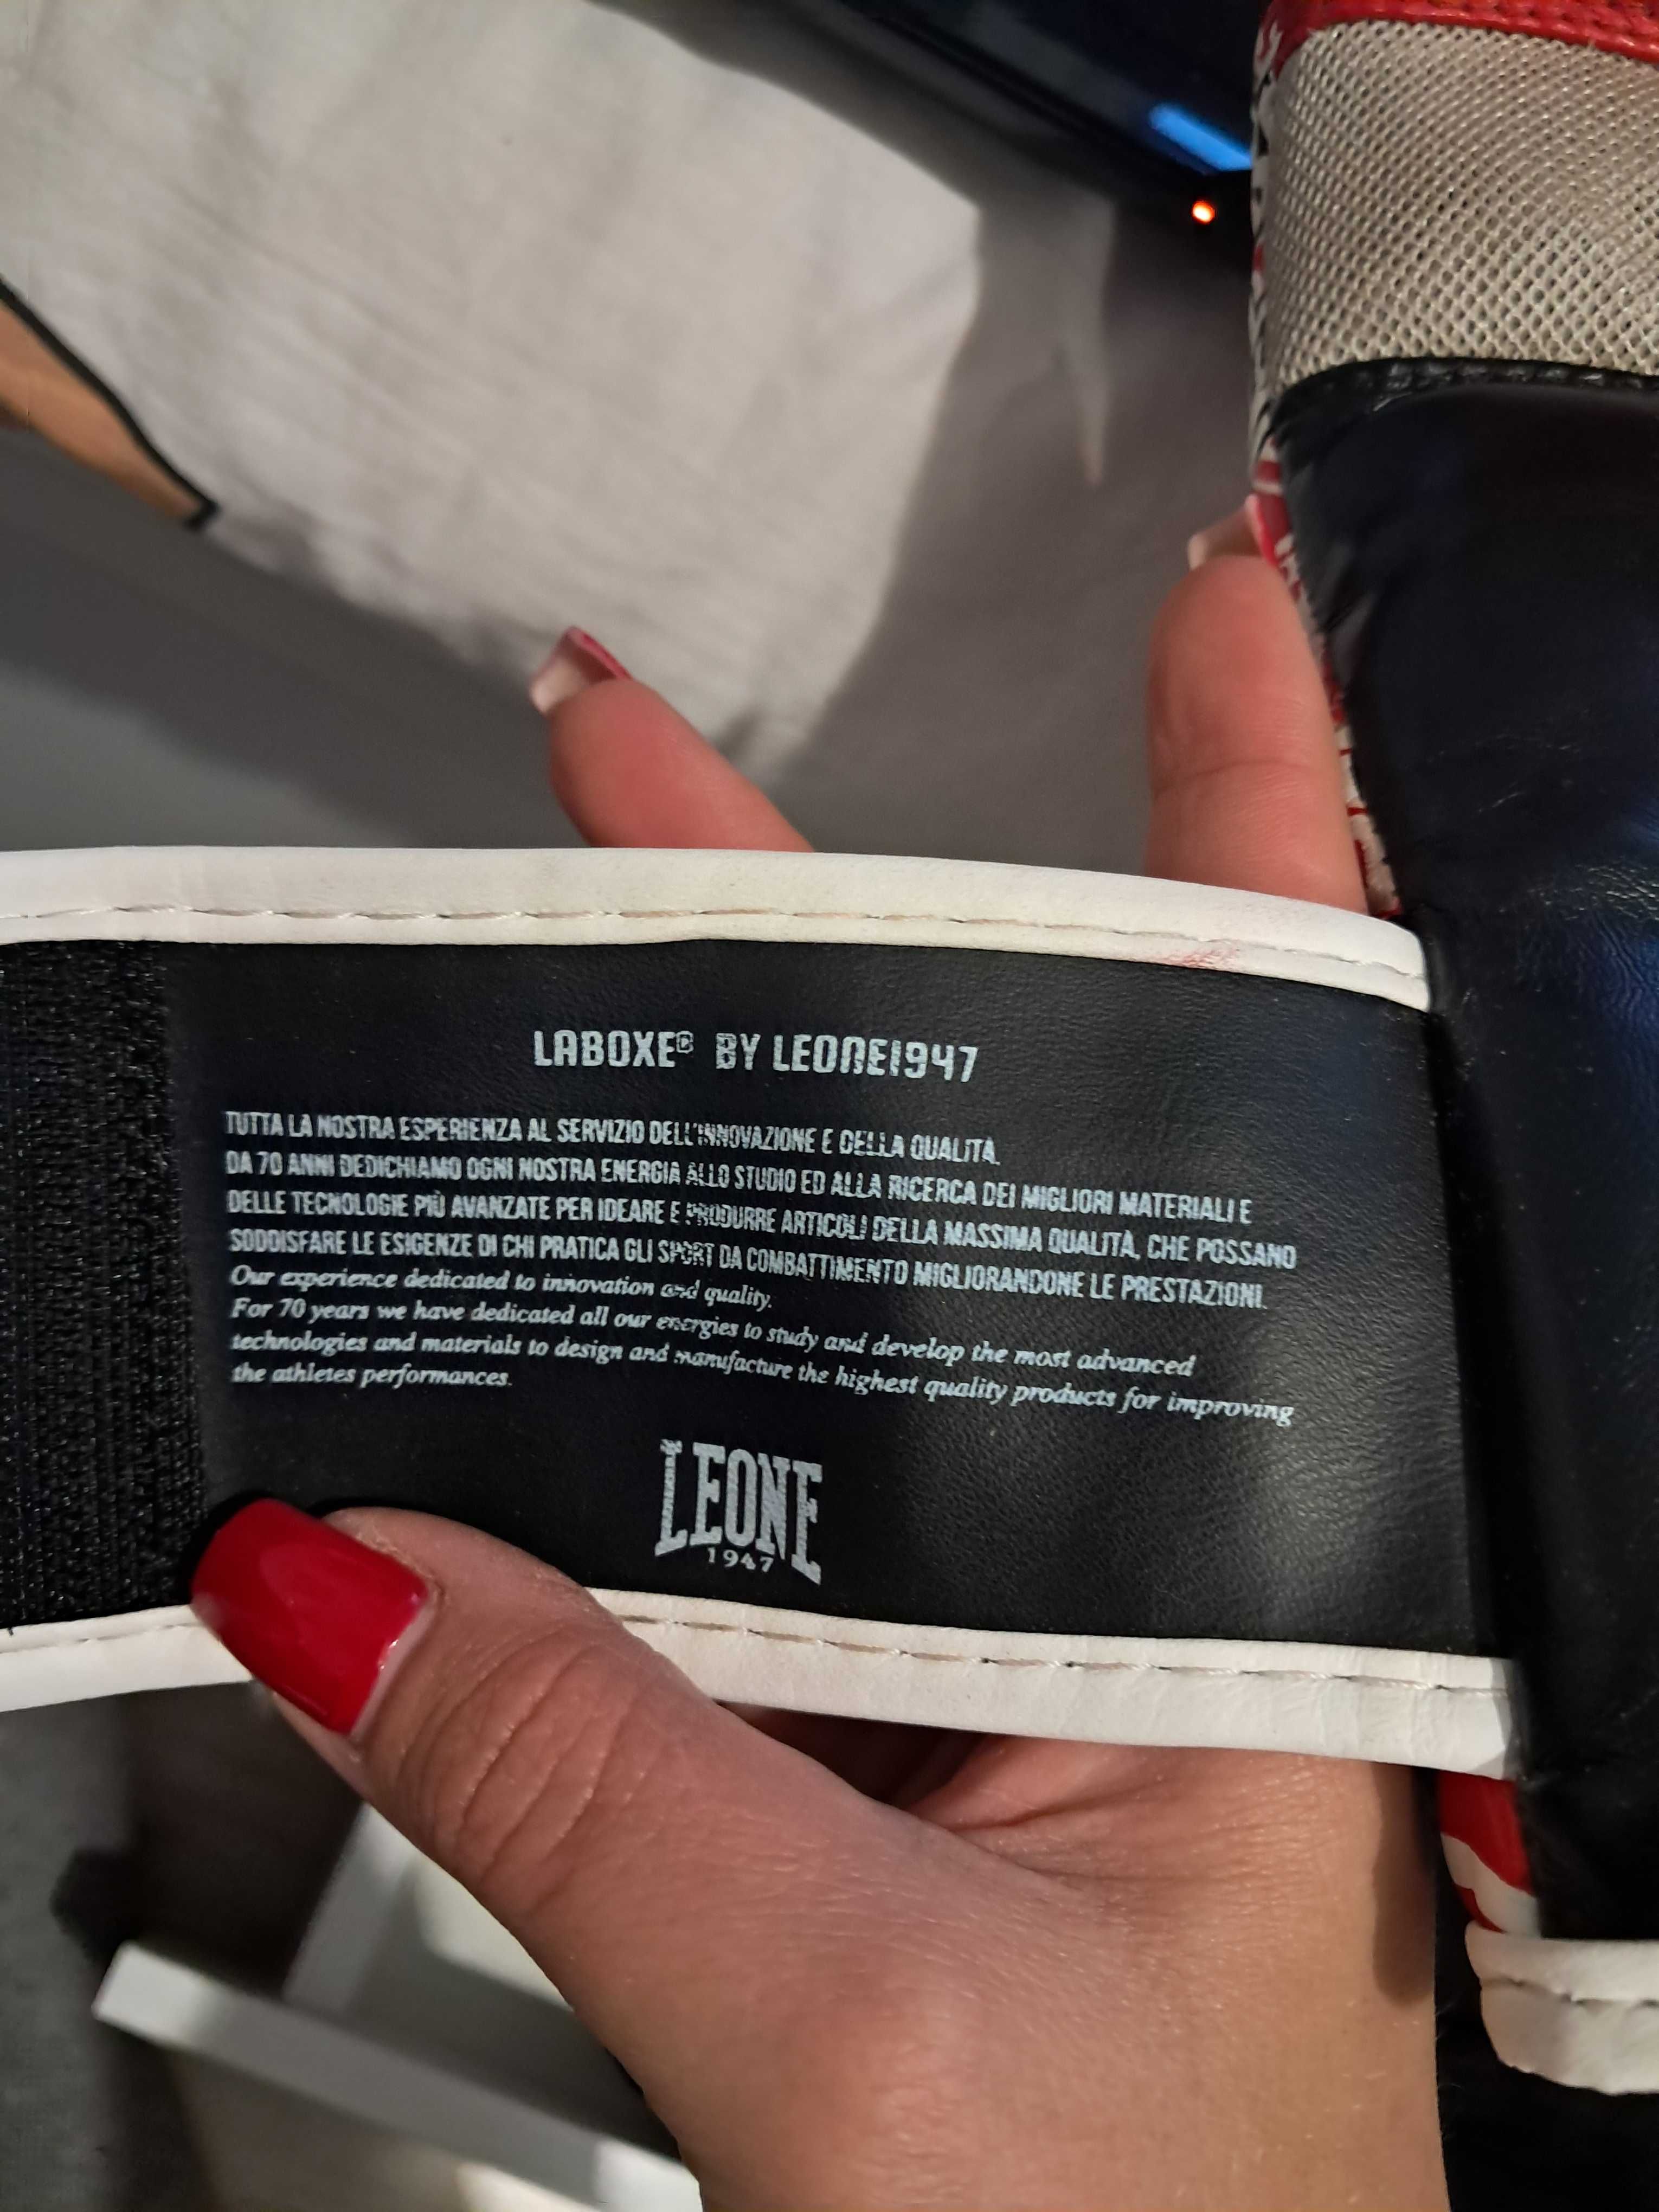 LABOXE® BY LEONE1947
TUTTA LA NOSTRA ESPERIENZA AL SERVIZIO DELL'INNOVAZIONE E DELLA QUALITÀ.
DA 70 ANNI DEDICHIAMO OGNI NOSTRA ENERGIA ALLO STUDIO ED ALLA RICERCA DEI MIGLIORI MATERIALI E
DELLE TECNOLOGIE PIÙ AVANZATE PER IDEARE E PRODURRE ARTICOLI DELLA MASSIMA QUALITÀ, CHE POSSANO
SODDISFARE LE ESIGENZE DI CHI PRATICA GLI SPORT DA COMBATTIMENTO MIGLIORANDONE LE PRESTAZIONI.
Our experience dedicated to innovation and quality.
For 70 years we have dedicated all our energies to study and develop the most advanced
technologies and materials to design and manufacture the highest quality products for improving
the athletes performances.
LEONE
1947